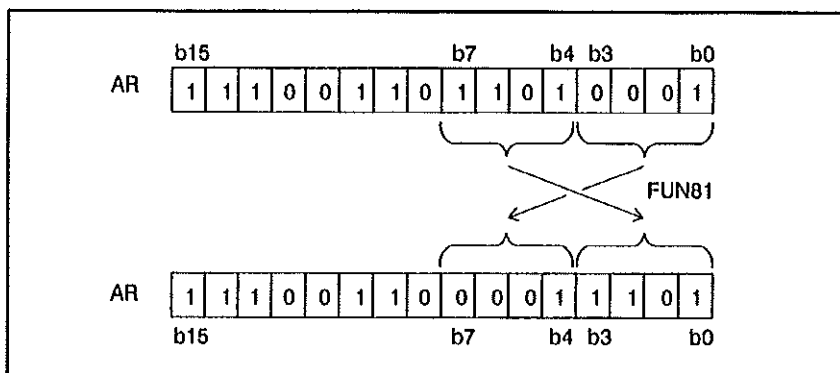 b15 b7 b4 b3 b0
AR 1 1 1 0 0 1 1 0 1 1 0 1 0 0 0 1
FUN81
AR 1 1 1 0 0 1 1 0 0 0 0 1 1 1 0 1
b15 b7 b4 b3 b0